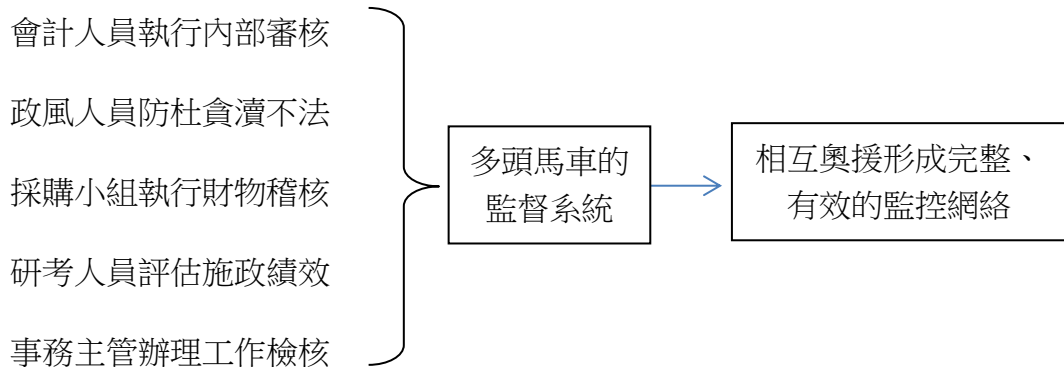 會計人員執行內部審核
政風人員防杜貪瀆不法
採購小組執行財物稽核
研考人員評估施政績效
事務主管辦理工作檢核
多頭馬車的
監督系統
相互奧援形成完整、
有效的監控網絡